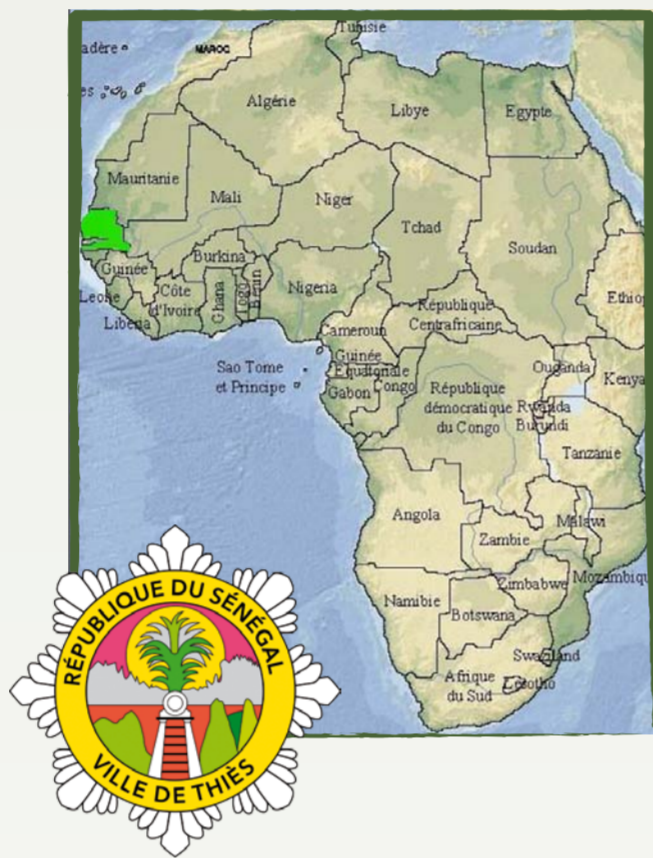 Tunisie
adère
MAROC
es
Algérie
Libye
Egypte
Mauritanie
Mali
Niger
Tchad
Soudan
Burkina
Guinée
Bénin
Togo
Ghana
Côte
d'Ivoire
Nigeria
Leone
Liberia
Ethiop
République
Centrafricaine
Cameroun
Guinée
Equatoriale
Sao Tome
et Principe
Gabon
Congo
République
démocratique
du Congo
Ouganda
Kenya
Rwanda
Burundi
Tanzanie
Angola
Malawi
Zambie
Mozambique
Zimbabwe
Namibie
Botswana
Swaziland
Afrique
du Sud
Lesotho
RÉPUBLIQUE DU SÉNÉGAL
VILLE DE THIÈS